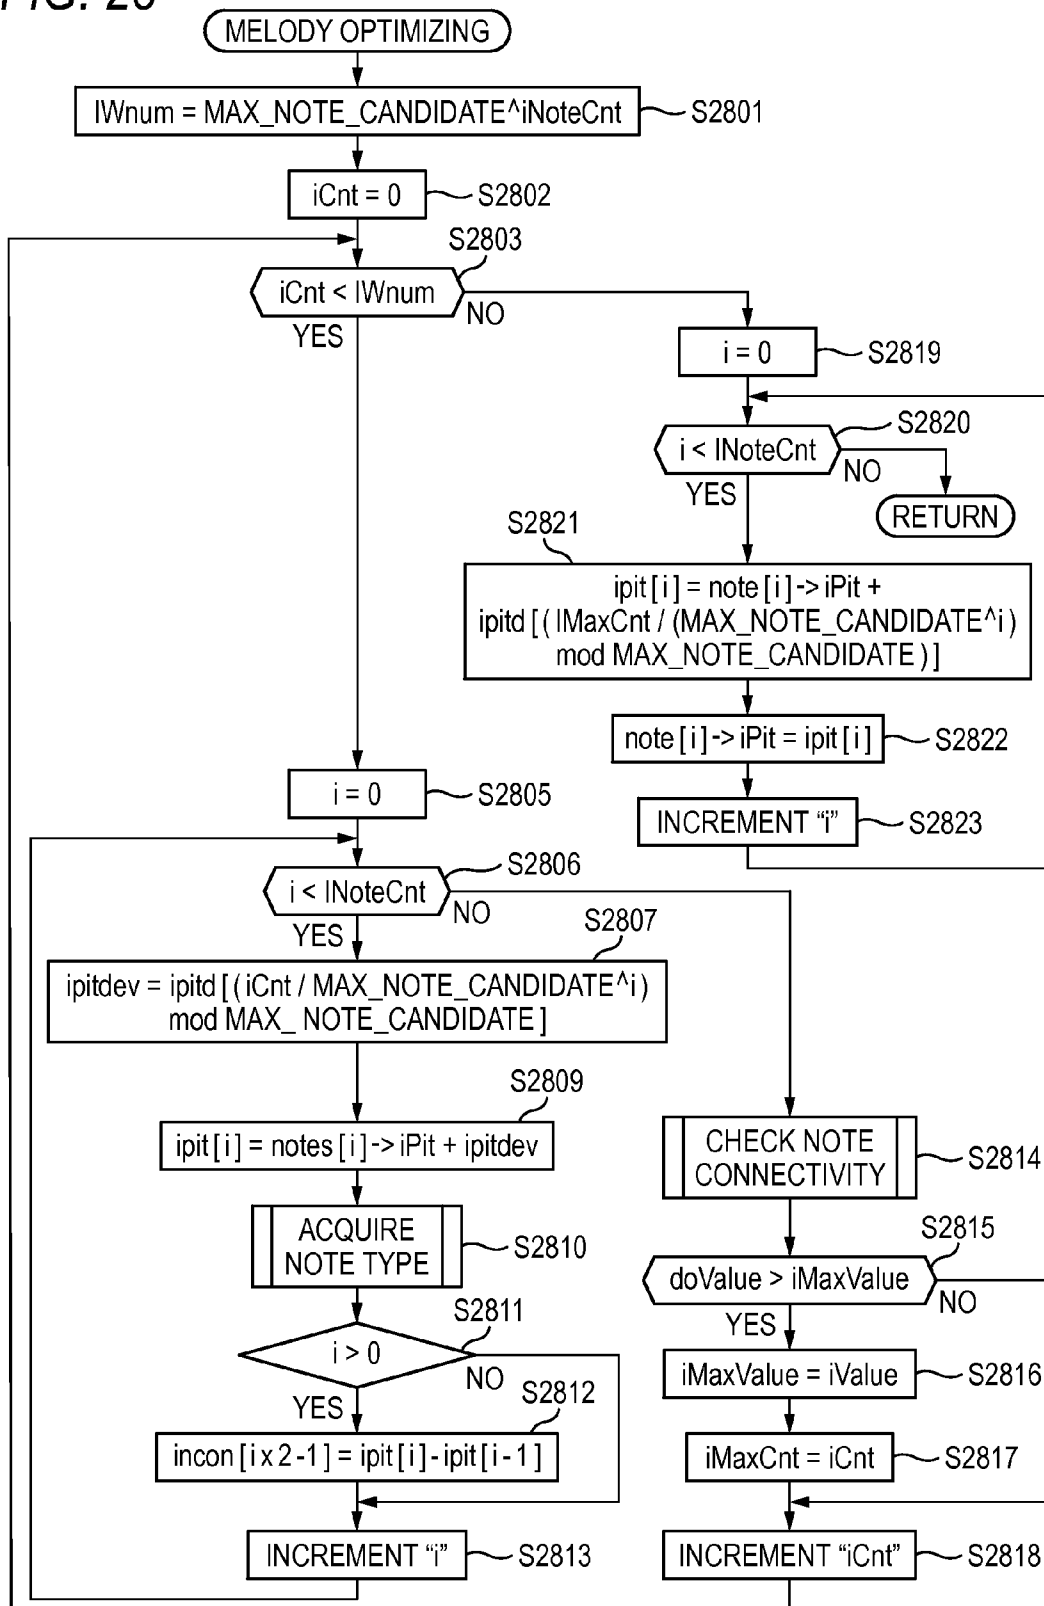 MELODY OPTIMIZING
IWnum = MAX_NOTE_CANDIDATE^iNoteCnt
S2801
iCnt = 0
S2802
S2803
iCnt < IWnum
YES
NO
i = 0
S2819
S2820
i < INoteCnt
YES
NO
RETURN
S2821
ipit [ i ] = note [ i ] -> iPit +
ipitd [ ( IMaxCnt / (MAX_NOTE_CANDIDATE^i )
mod MAX_NOTE_CANDIDATE ) ]
note [ i ] -> iPit = ipit [ i ]
S2822
INCREMENT “i”
S2823
i = 0
S2805
S2806
i < INoteCnt
YES
NO
S2807
ipitdev = ipitd [ ( iCnt / MAX_NOTE_CANDIDATE^i )
mod MAX_ NOTE_CANDIDATE ]
S2809
ipit [ i ] = notes [ i ] -> iPit + ipitdev
ACQUIRE
NOTE TYPE
S2810
S2811
i > 0
YES
NO
S2812
incon [ i x 2 -1 ] = ipit [ i ] - ipit [ i -1 ]
INCREMENT “i”
S2813
CHECK NOTE
CONNECTIVITY
S2814
S2815
doValue > iMaxValue
YES
NO
iMaxValue = iValue
S2816
iMaxCnt = iCnt
S2817
INCREMENT “iCnt”
S2818